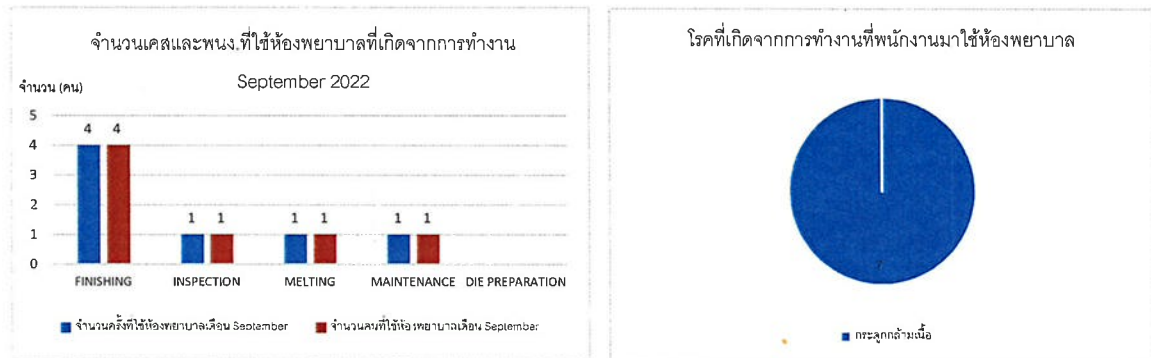 จำนวนเคสและพนง.ที่ใช้ห้องพยาบาลที่เกิดจากการทำงาน
September 2022
จำนวน (คน)
5
4
3
2
1
0
4 4
1 1
1 1
1 1
FINISHING INSPECTION MELTING MAINTENANCE DIE PREPARATION
จำนวนครั้งที่ใช้ห้องพยาบาลเดือน September
จำนวนคนที่ใช้ห้องพยาบาลเดือน September
โรคที่เกิดจากการทำงานที่พนักงานมาใช้ห้องพยาบาล
7
กระดูกกล้ามเนื้อ